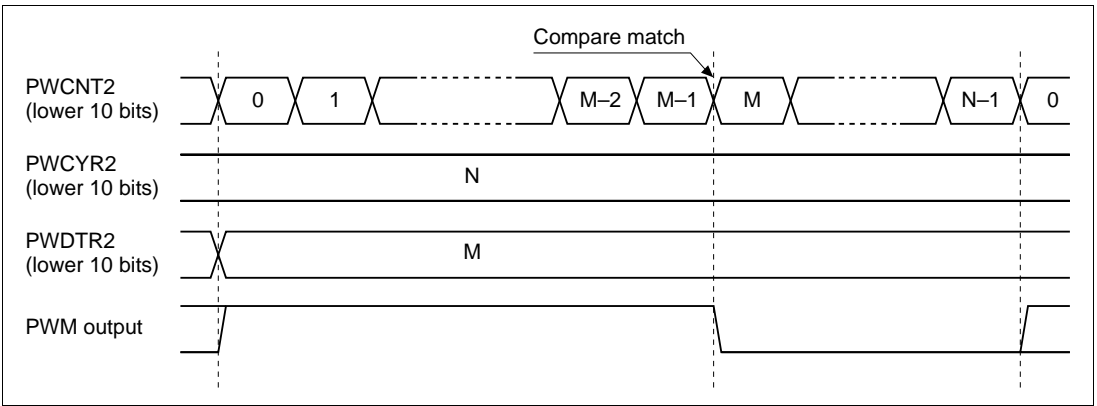 Compare match
PWCNT2
(lower 10 bits)
0 1 M–2 M–1 M N–1 0
PWCYR2
(lower 10 bits)
N
PWDTR2
(lower 10 bits)
M
PWM output